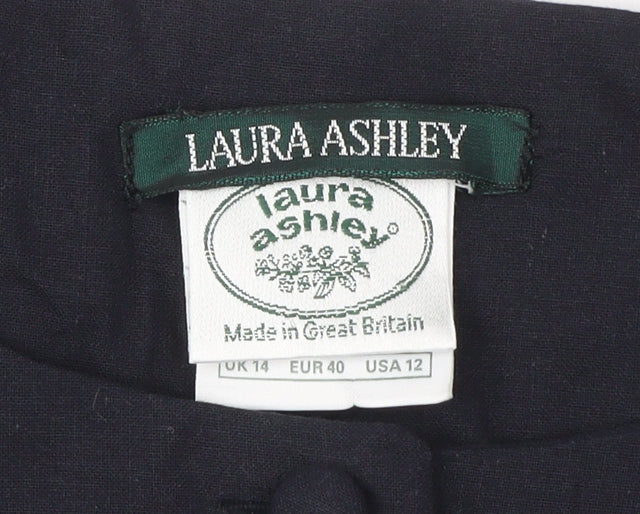 LAURA ASHLEY
laura
ashley®
Made in Great Britain
UK 14 EUR 40 USA 12